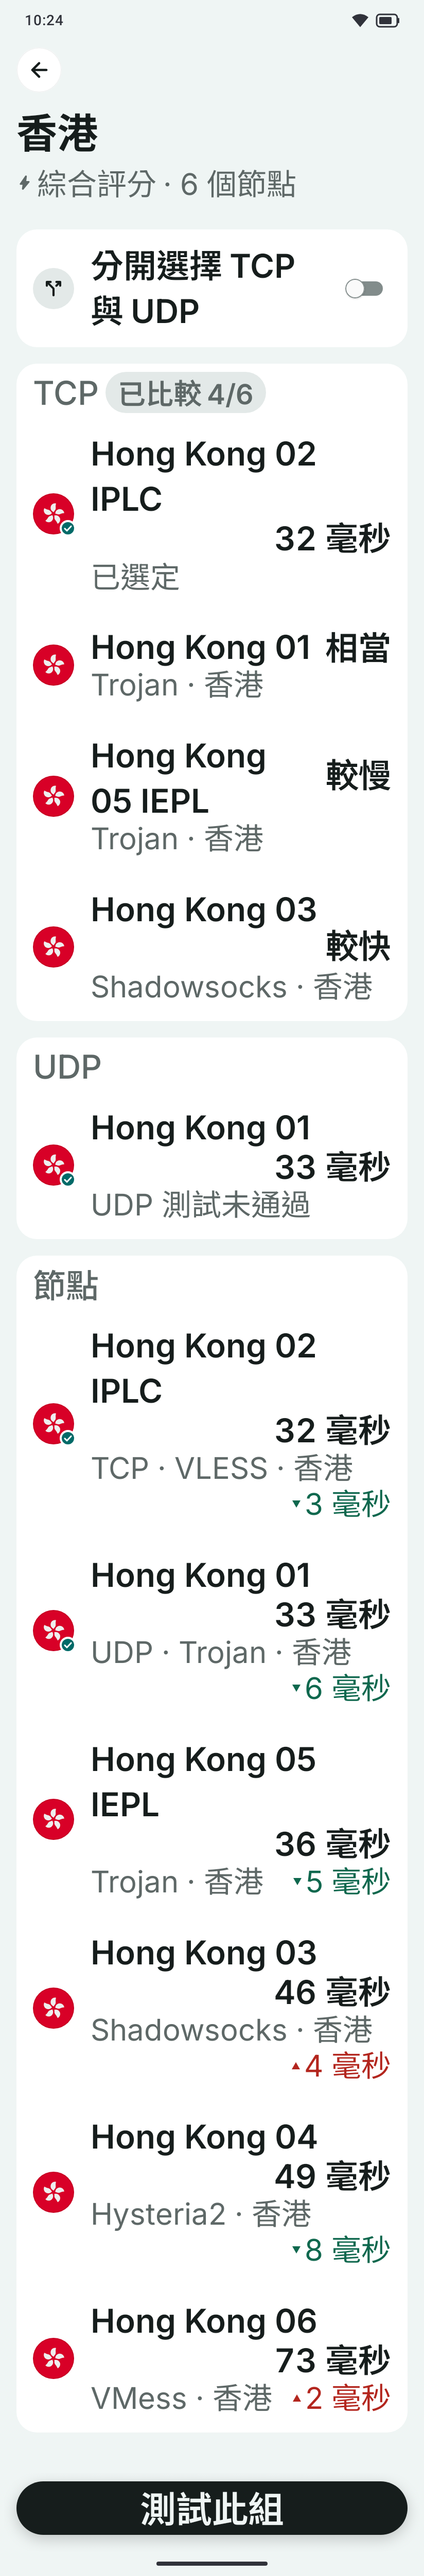 10:24
香港
綜合評分 · 6 個節點
分開選擇 TCP
與 UDP
TCP 已比較 4/6
Hong Kong 02
IPLC
32 毫秒
已選定
Hong Kong 01 相當
Trojan · 香港
Hong Kong
05 IEPL
較慢
Trojan · 香港
Hong Kong 03
較快
Shadowsocks · 香港
UDP
Hong Kong 01
33 毫秒
UDP 測試未通過
節點
Hong Kong 02
IPLC
32 毫秒
TCP · VLESS · 香港
▼3 毫秒
Hong Kong 01
33 毫秒
UDP · Trojan · 香港
▼6 毫秒
Hong Kong 05
IEPL
36 毫秒
Trojan · 香港 ▼5 毫秒
Hong Kong 03
46 毫秒
Shadowsocks · 香港
▲4 毫秒
Hong Kong 04
49 毫秒
Hysteria2 · 香港
▼8 毫秒
Hong Kong 06
73 毫秒
VMess · 香港 ▲2 毫秒
測試此組